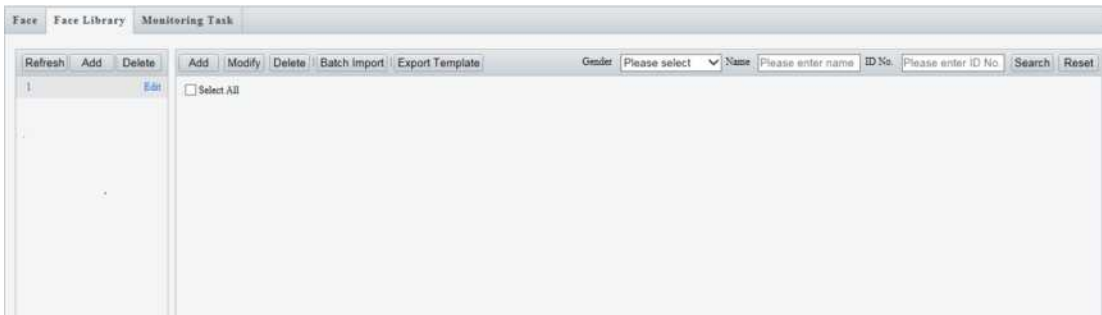 Face Face Library Monitoring Task
Refresh Add Delete Add Modify Delete Batch Import Export Template Gender Please select Name Please enter name ID No. Please enter ID No. Search Reset
1 Edit Select All